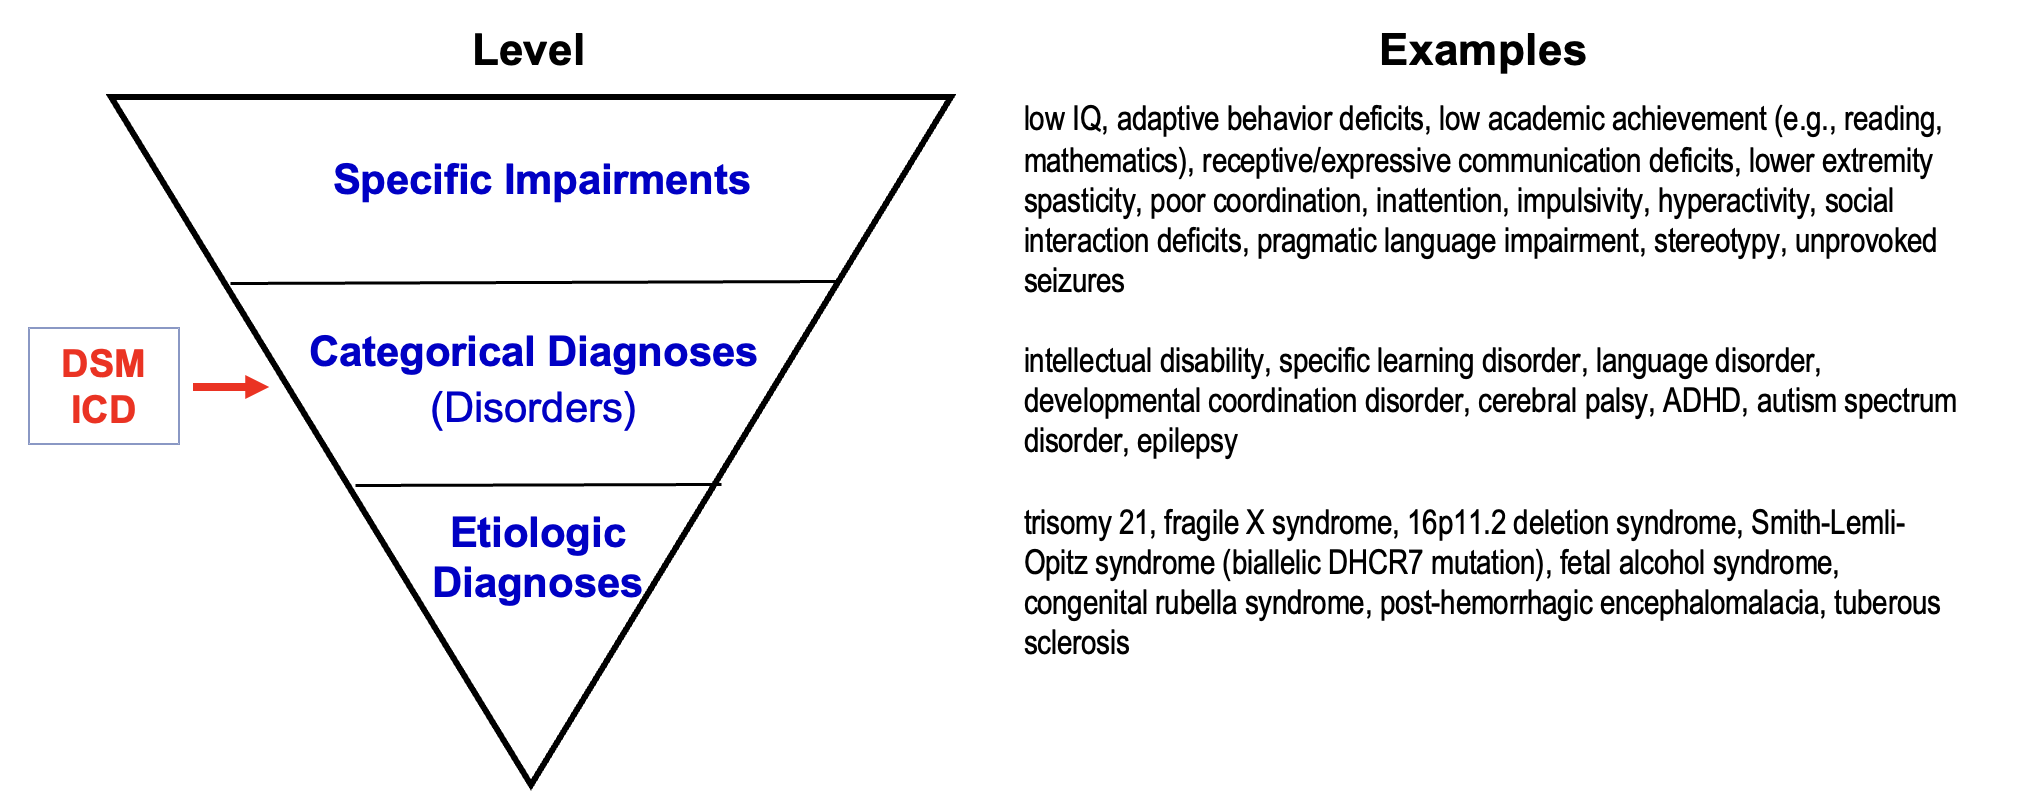 Level
Examples
Specific Impairments
low IQ, adaptive behavior deficits, low academic achievement (e.g., reading,
mathematics), receptive/expressive communication deficits, lower extremity
spasticity, poor coordination, inattention, impulsivity, hyperactivity, social
interaction deficits, pragmatic language impairment, stereotypy, unprovoked
seizures
DSM
ICD
Categorical Diagnoses
(Disorders)
intellectual disability, specific learning disorder, language disorder,
developmental coordination disorder, cerebral palsy, ADHD, autism spectrum
disorder, epilepsy
Etiologic
Diagnoses
trisomy 21, fragile X syndrome, 16p11.2 deletion syndrome, Smith-Lemli-
Opitz syndrome (biallelic DHCR7 mutation), fetal alcohol syndrome,
congenital rubella syndrome, post-hemorrhagic encephalomalacia, tuberous
sclerosis